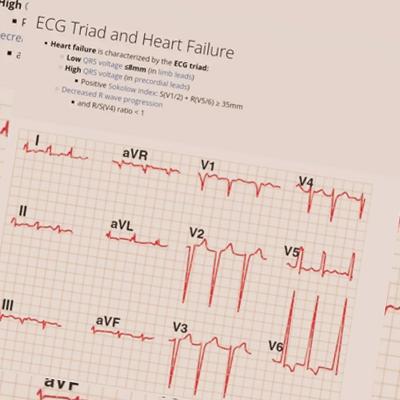 High (
ECG Triad and Heart Failure
Heart failure is characterized by the ECG triad:
Low QRS voltage ≤8mm (in limb leads)
High QRS voltage (in precordial leads)
Positive Sokolow index: S(V1/2) + R(V5/6) ≥ 35mm
Decreased R wave progression
and R/S(V4) ratio < 1
I
aVR
V1
V4
II
aVL
V2
V5
III
aVF
V3
V6